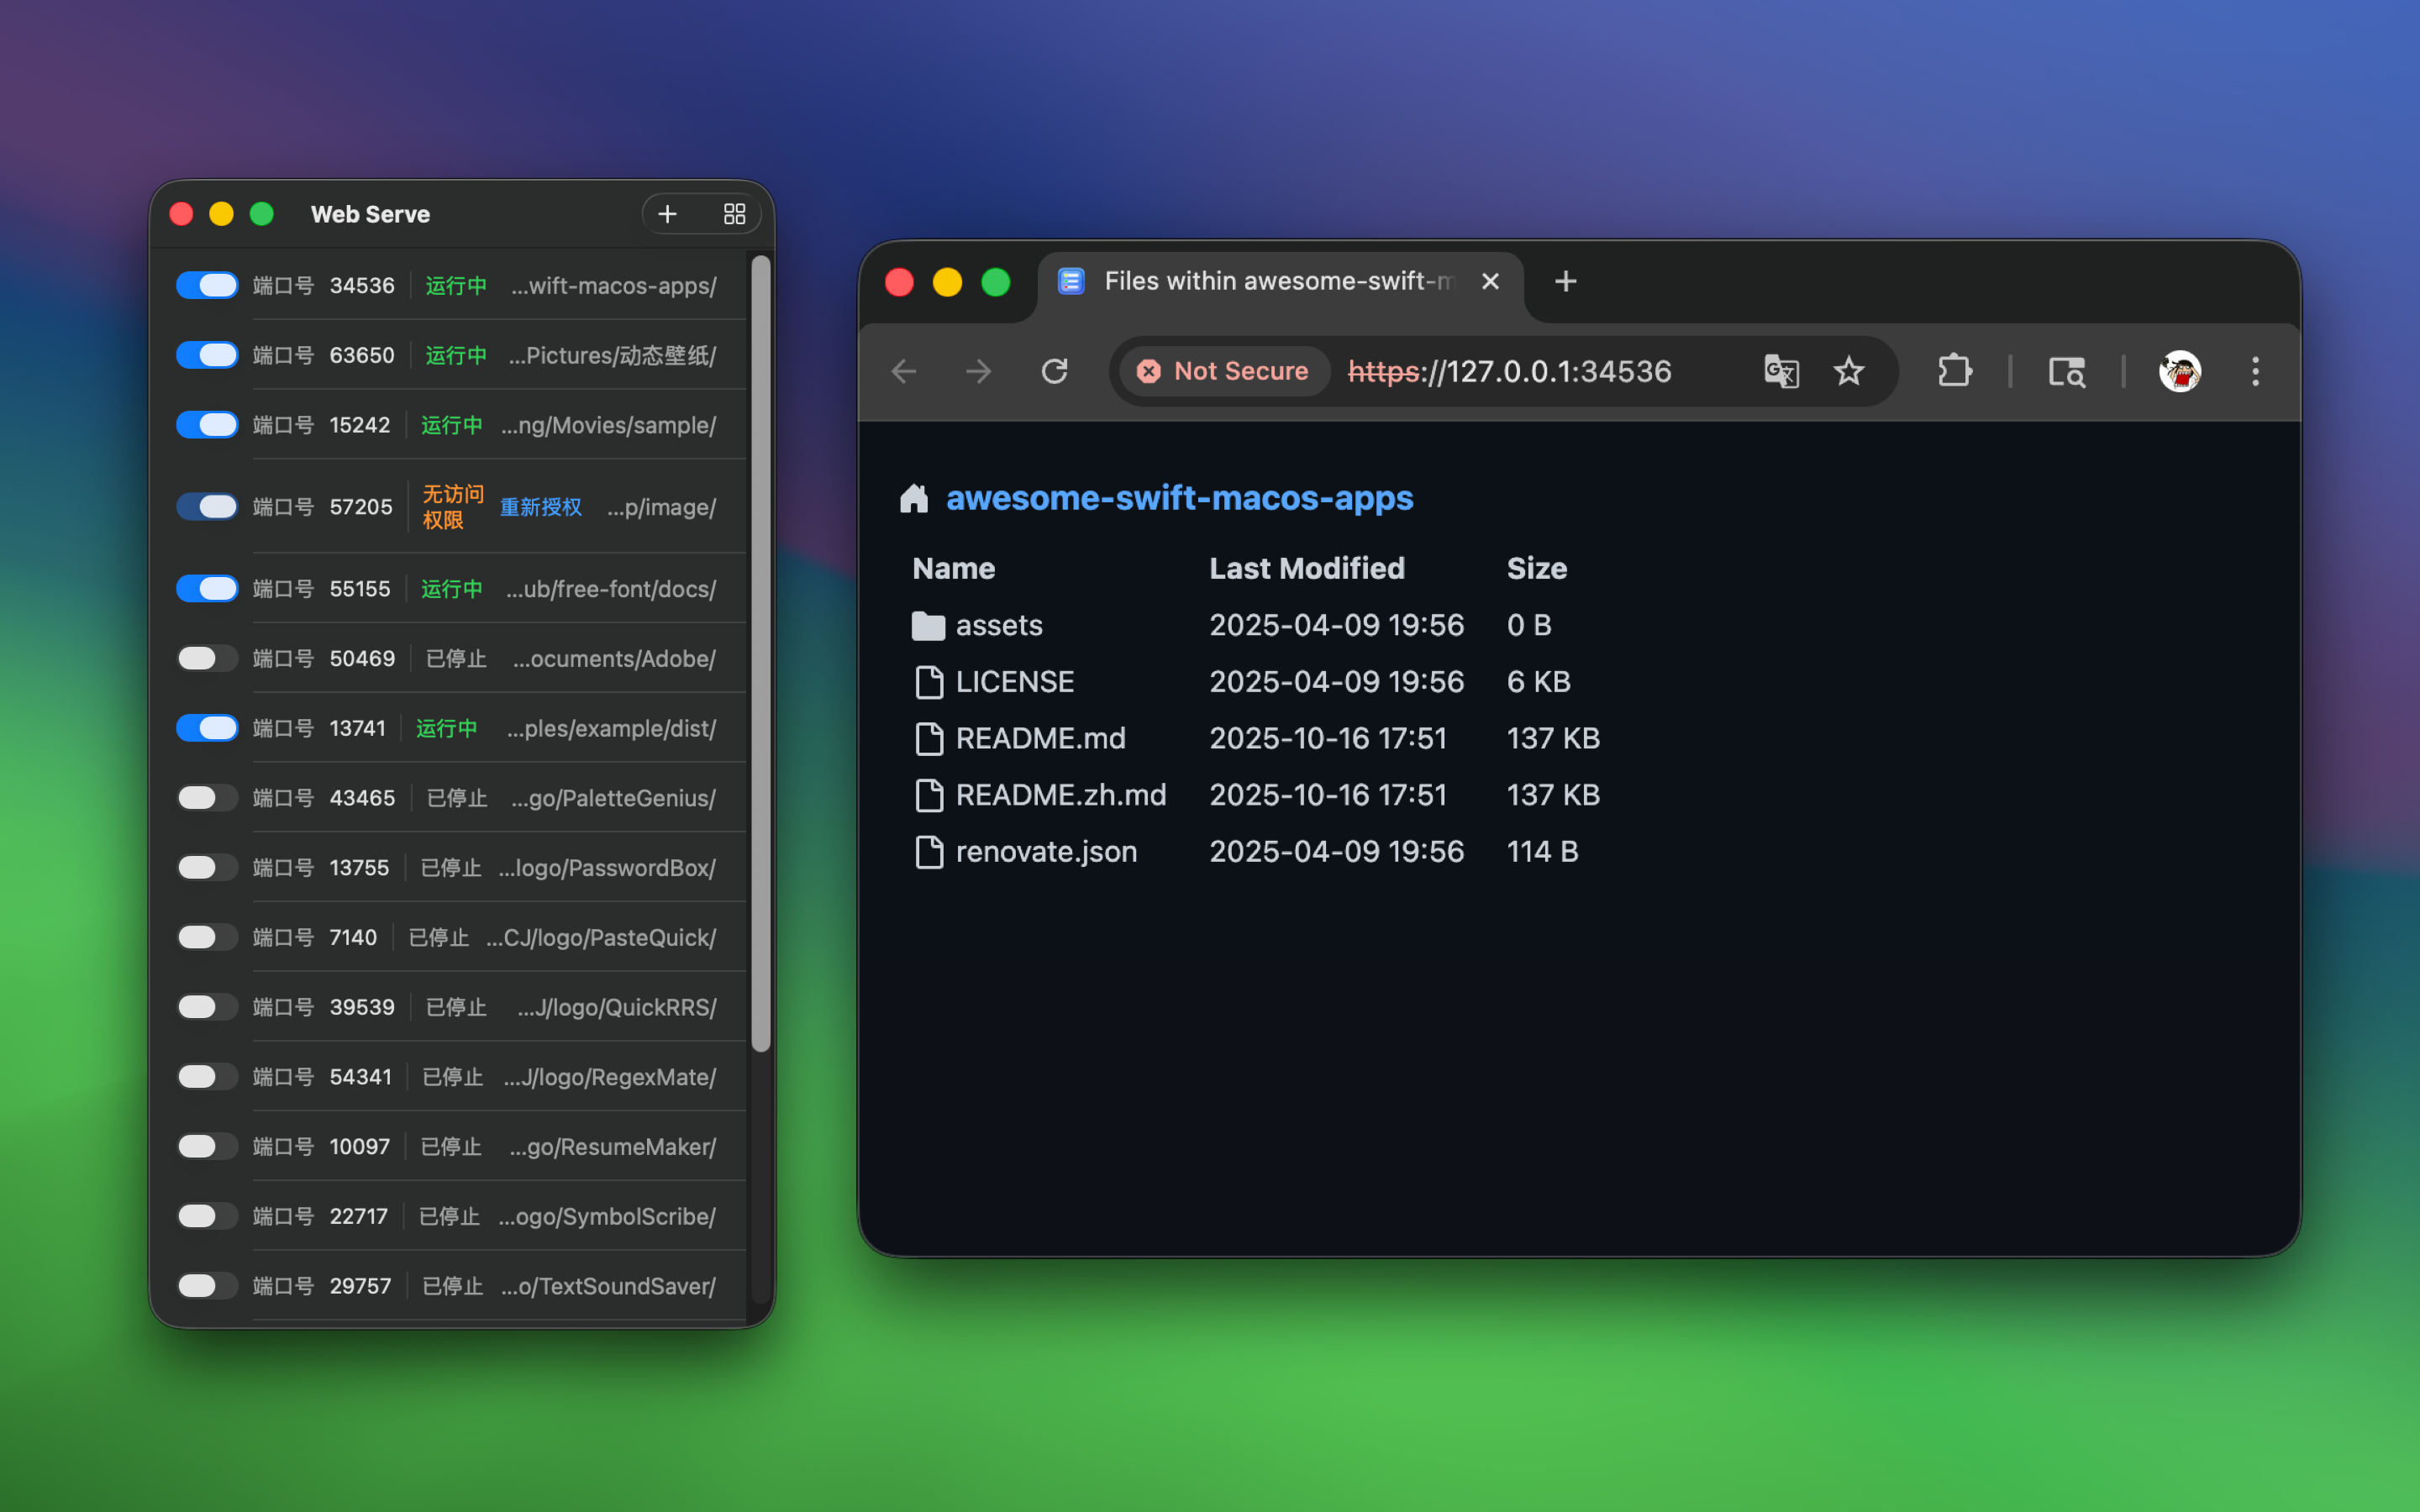 Web Serve
端口号 34536 运行中 ...wift-macos-apps/
端口号 63650 运行中 ...Pictures/动态壁纸/
端口号 15242 运行中 ...ng/Movies/sample/
端口号 57205 无访问权限 重新授权 ...p/image/
端口号 55155 运行中 ...ub/free-font/docs/
端口号 50469 已停止 ...ocuments/Adobe/
端口号 13741 运行中 ...ples/example/dist/
端口号 43465 已停止 ...go/PaletteGenius/
端口号 13755 已停止 ...logo/PasswordBox/
端口号 7140 已停止 ...CJ/logo/PasteQuick/
端口号 39539 已停止 ...J/logo/QuickRRS/
端口号 54341 已停止 ...J/logo/RegexMate/
端口号 10097 已停止 ...go/ResumeMaker/
端口号 22717 已停止 ...ogo/SymbolScribe/
端口号 29757 已停止 ...o/TextSoundSaver/
Files within awesome-swift-m
Not Secure https://127.0.0.1:34536
awesome-swift-macos-apps
Name Last Modified Size
assets 2025-04-09 19:56 0 B
LICENSE 2025-04-09 19:56 6 KB
README.md 2025-10-16 17:51 137 KB
README.zh.md 2025-10-16 17:51 137 KB
renovate.json 2025-04-09 19:56 114 B